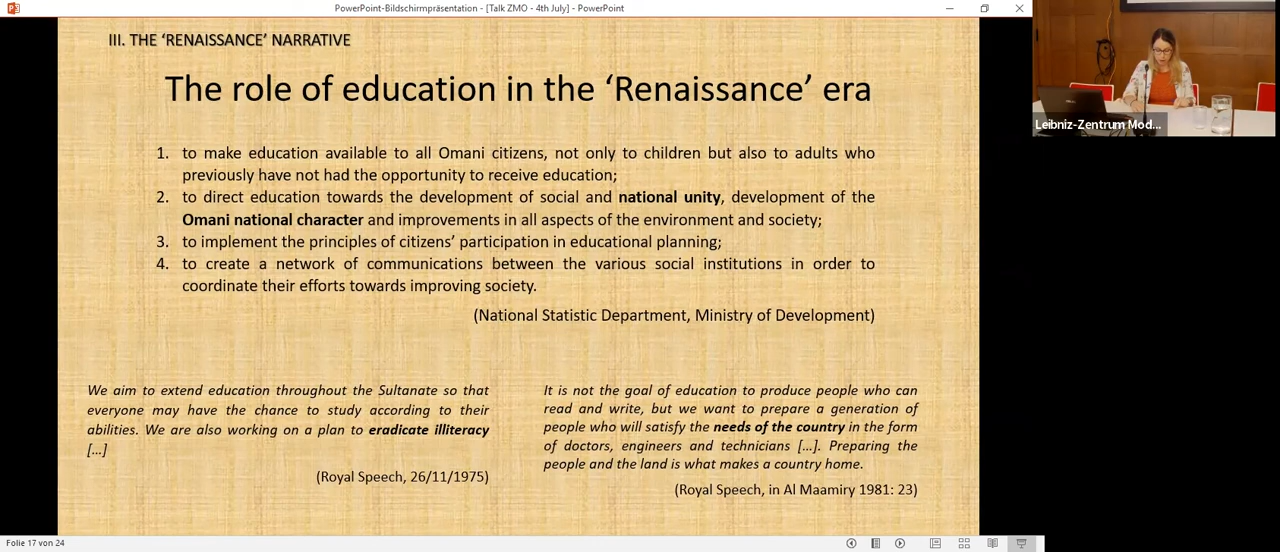 PowerPoint-Bildschirmpräsentation - [Talk ZMO - 4th July] - PowerPoint
III. THE ‘RENAISSANCE’ NARRATIVE
The role of education in the ‘Renaissance’ era
1. to make education available to all Omani citizens, not only to children but also to adults who
previously have not had the opportunity to receive education;
2. to direct education towards the development of social and national unity, development of the
Omani national character and improvements in all aspects of the environment and society;
3. to implement the principles of citizens’ participation in educational planning;
4. to create a network of communications between the various social institutions in order to
coordinate their efforts towards improving society.
(National Statistic Department, Ministry of Development)
We aim to extend education throughout the Sultanate so that
everyone may have the chance to study according to their
abilities. We are also working on a plan to eradicate illiteracy
[…]
(Royal Speech, 26/11/1975)
It is not the goal of education to produce people who can
read and write, but we want to prepare a generation of
people who will satisfy the needs of the country in the form
of doctors, engineers and technicians […]. Preparing the
people and the land is what makes a country home.
(Royal Speech, in Al Maamiry 1981: 23)
Leibniz-Zentrum Mod...
Folie 17 von 24